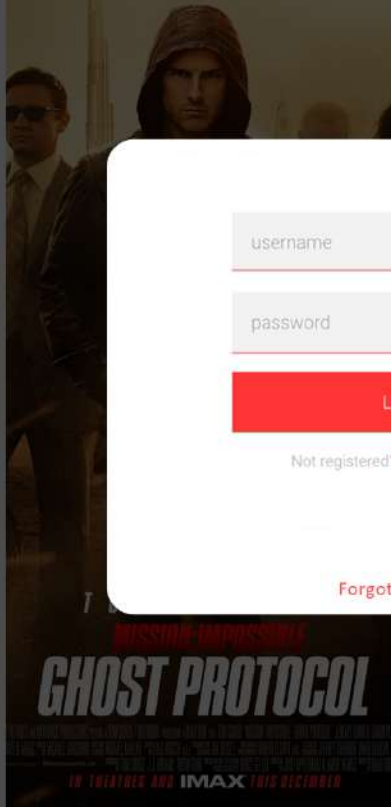 username
password
L
Not registered?
Forgot
T
MISSION: IMPOSSIBLE
GHOST PROTOCOL
IN THEATRES AND IMAX THIS DECEMBER